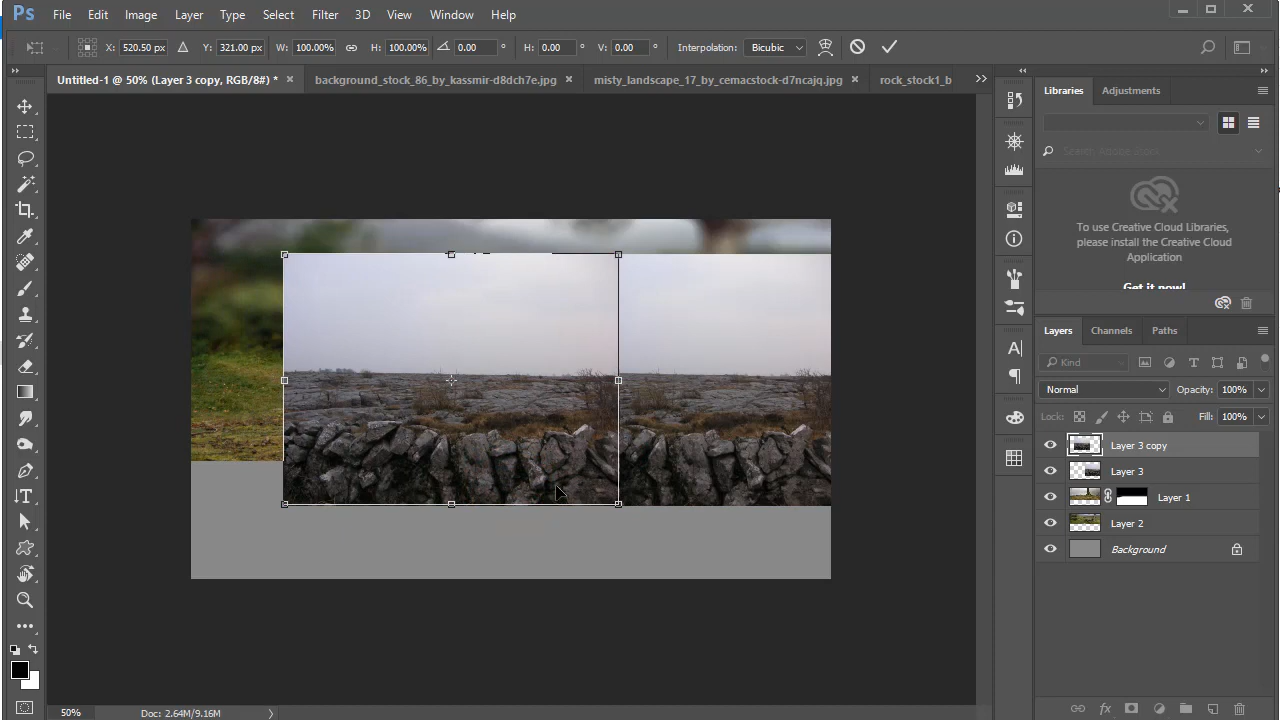 Ps File Edit Image Layer Type Select Filter 3D View Window Help
X: 520.50 px Y: 321.00 px W: 100.00% H: 100.00% 0.00 ° H: 0.00 ° V: 0.00 ° Interpolation: Bicubic
Untitled-1 @ 50% (Layer 3 copy, RGB/8#) * × background_stock_86_by_kassmir-d8dch7e.jpg × misty_landscape_17_by_cemacstock-d7ncajq.jpg × rock_stock1_b >>
Libraries Adjustments
Search Adobe Stock
To use Creative Cloud Libraries,
please install the Creative Cloud
Application
Get it now!
Layers Channels Paths
Kind
Normal Opacity: 100%
Lock: Fill: 100%
Layer 3 copy
Layer 3
Layer 1
Layer 2
Background
50% Doc: 2.64M/9.16M